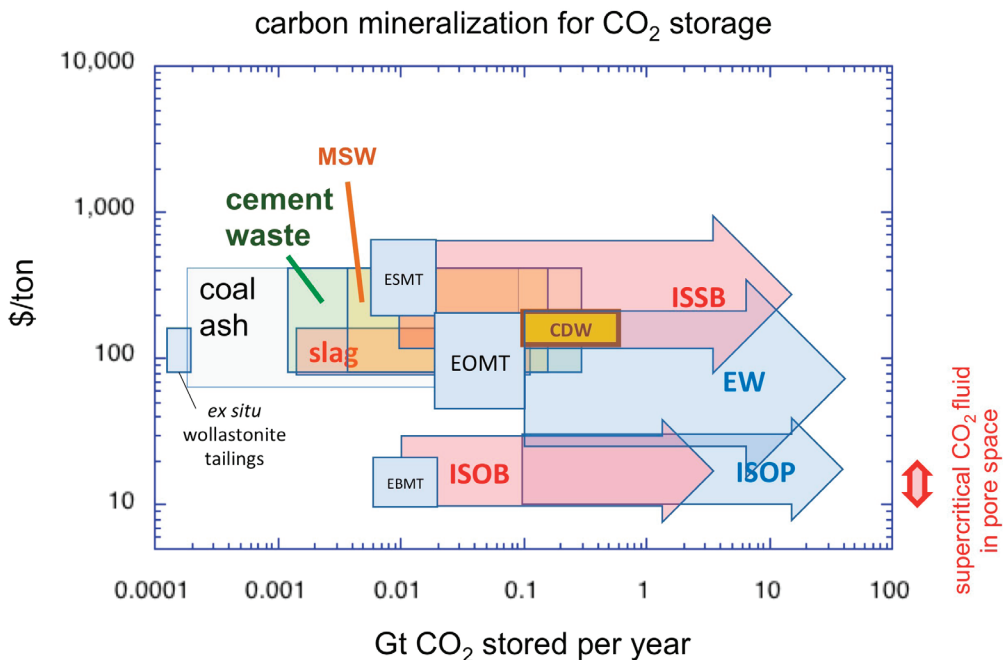 carbon mineralization for CO₂ storage
10,000
1,000
100
10
$/ton
MSW
cement
waste
coal
ash
slag
ESMT
EOMT
EBMT
CDW
ISSB
EW
ISOB
ISOP
ex situ
wollastonite
tailings
supercritical CO₂ fluid
in pore space
0.0001
0.001
0.01
0.1
1
10
100
Gt CO₂ stored per year